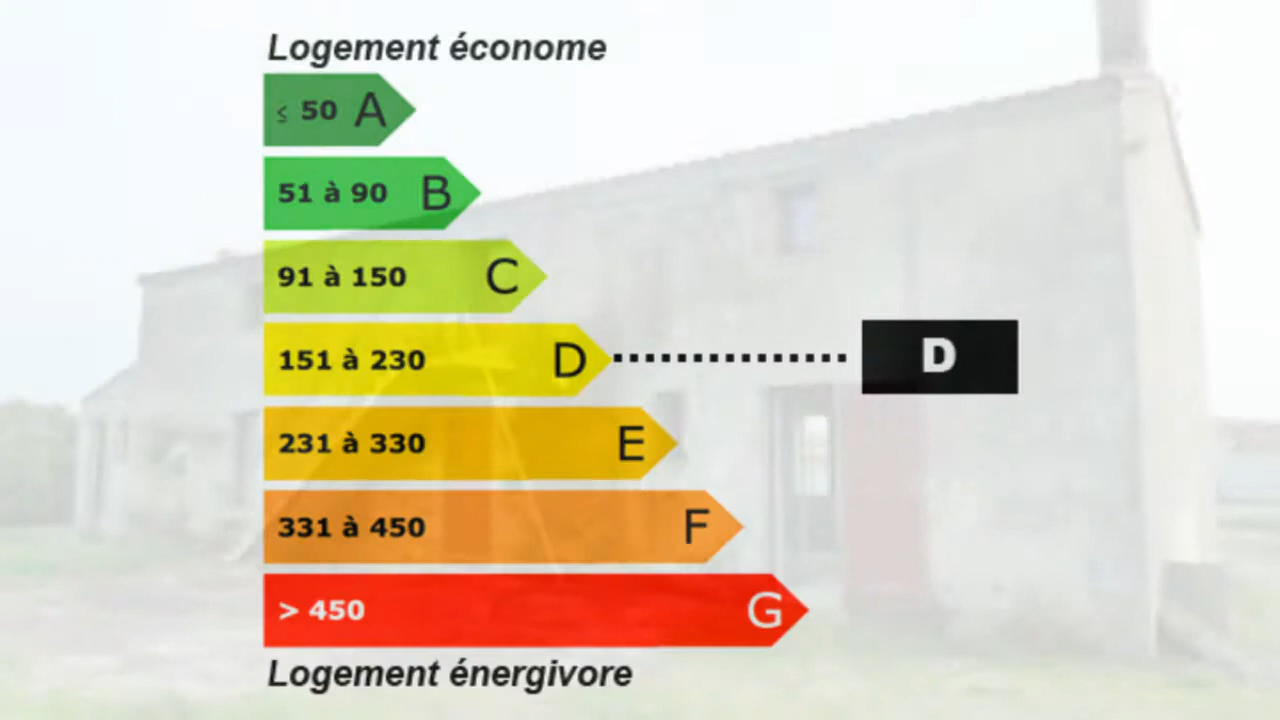 Logement économe
≤ 50 A
51 à 90 B
91 à 150 C
151 à 230 D
D
231 à 330 E
331 à 450 F
> 450 G
Logement énergivore